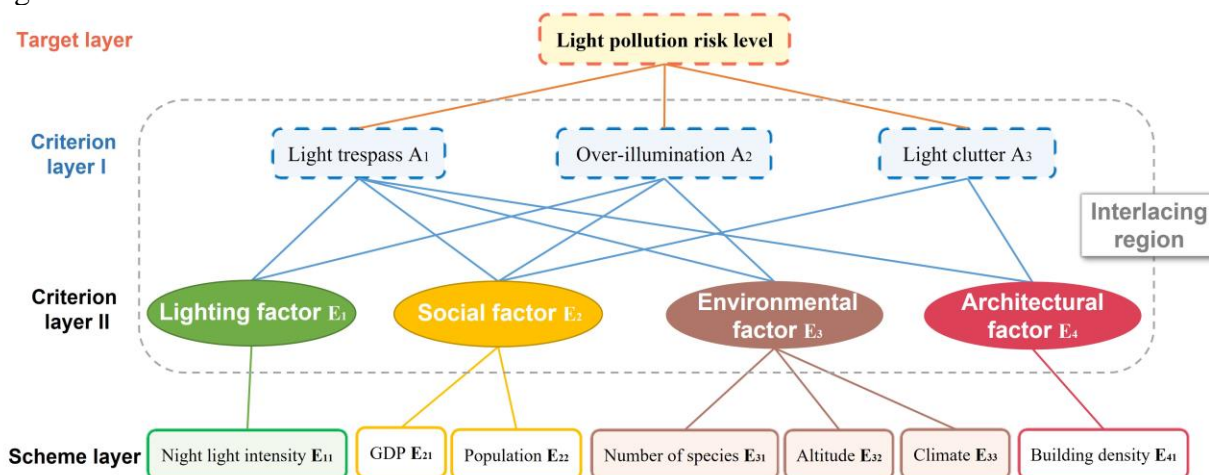 Target layer
Light pollution risk level
Criterion
layer I
Light trespass A1
Over-illumination A2
Light clutter A3
Interlacing
region
Criterion
layer II
Lighting factor E1
Social factor E2
Environmental
factor E3
Architectural
factor E4
Scheme layer
Night light intensity E11
GDP E21
Population E22
Number of species E31
Altitude E32
Climate E33
Building density E41